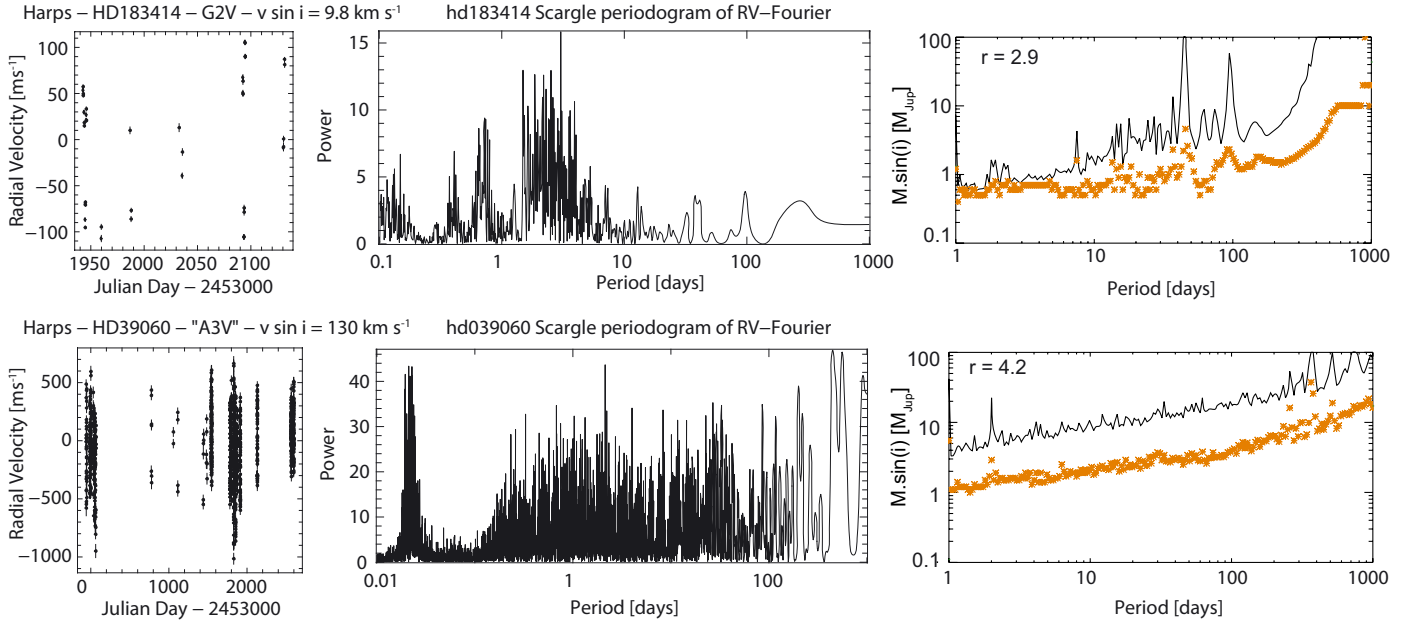 Harps – HD183414 – G2V – v sin i = 9.8 km s⁻¹
hd183414 Scargle periodogram of RV–Fourier
Radial Velocity [ms⁻¹]
100
50
0
−50
−100
1950 2000 2050 2100
Julian Day – 2453000
Power
15
10
5
0
0.1 1 10 100 1000
Period [days]
M.sin(i) [M_Jup]
r = 2.9
100
10
1
0.1
1 10 100 1000
Period [days]
Harps – HD39060 – "A3V" – v sin i = 130 km s⁻¹
hd039060 Scargle periodogram of RV–Fourier
Radial Velocity [ms⁻¹]
500
0
−500
−1000
0 1000 2000
Julian Day – 2453000
Power
40
30
20
10
0
0.01 1 100
Period [days]
M.sin(i) [M_Jup]
r = 4.2
100
10
1
0.1
1 10 100 1000
Period [days]